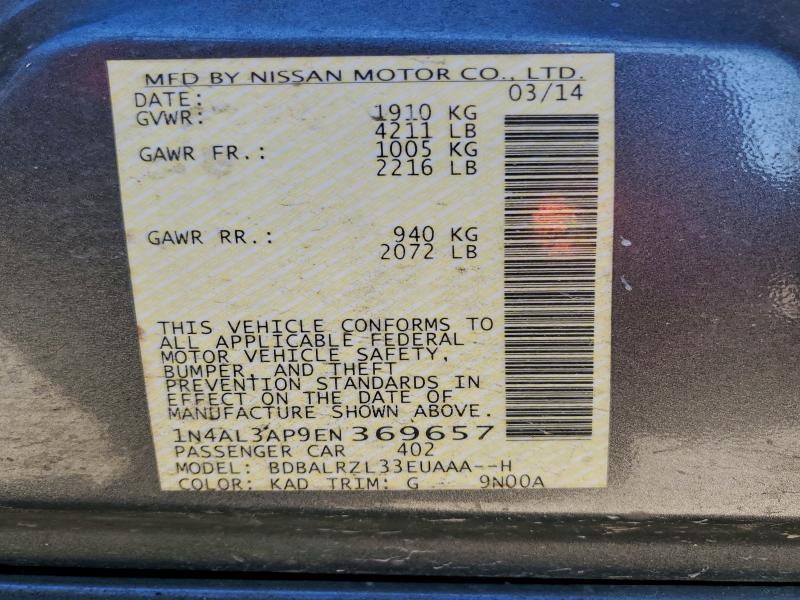 MFD BY NISSAN MOTOR CO., LTD.
DATE: 03/14
GVWR: 1910 KG
4211 LB
GAWR FR.: 1005 KG
2216 LB
GAWR RR.: 940 KG
2072 LB
THIS VEHICLE CONFORMS TO
ALL APPLICABLE FEDERAL
MOTOR VEHICLE SAFETY,
BUMPER, AND THEFT
PREVENTION STANDARDS IN
EFFECT ON THE DATE OF
MANUFACTURE SHOWN ABOVE.
1N4AL3AP9EN 369657
PASSENGER CAR 402
MODEL: BDBALRZL33EUAAA--H
COLOR: KAD TRIM: G 9N00A